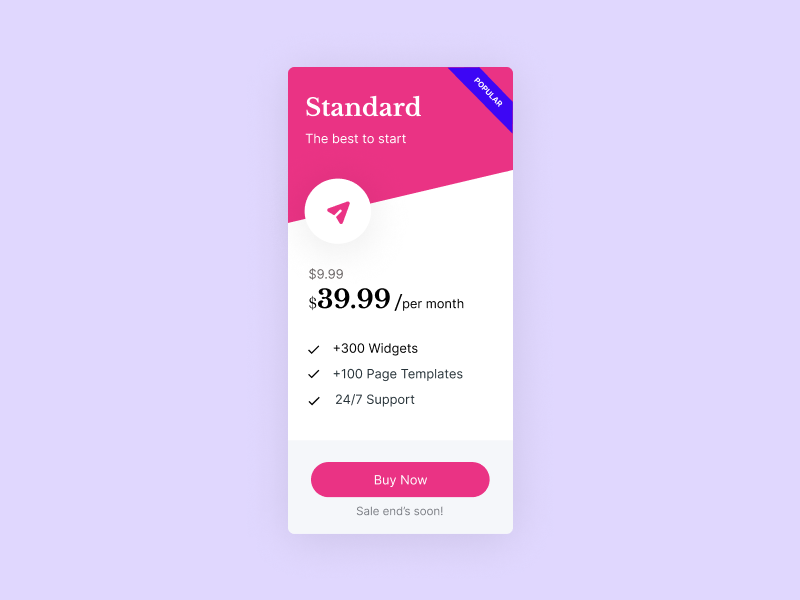 POPULAR
Standard
The best to start
$9.99
$39.99 /per month
+300 Widgets
+100 Page Templates
24/7 Support
Buy Now
Sale end's soon!